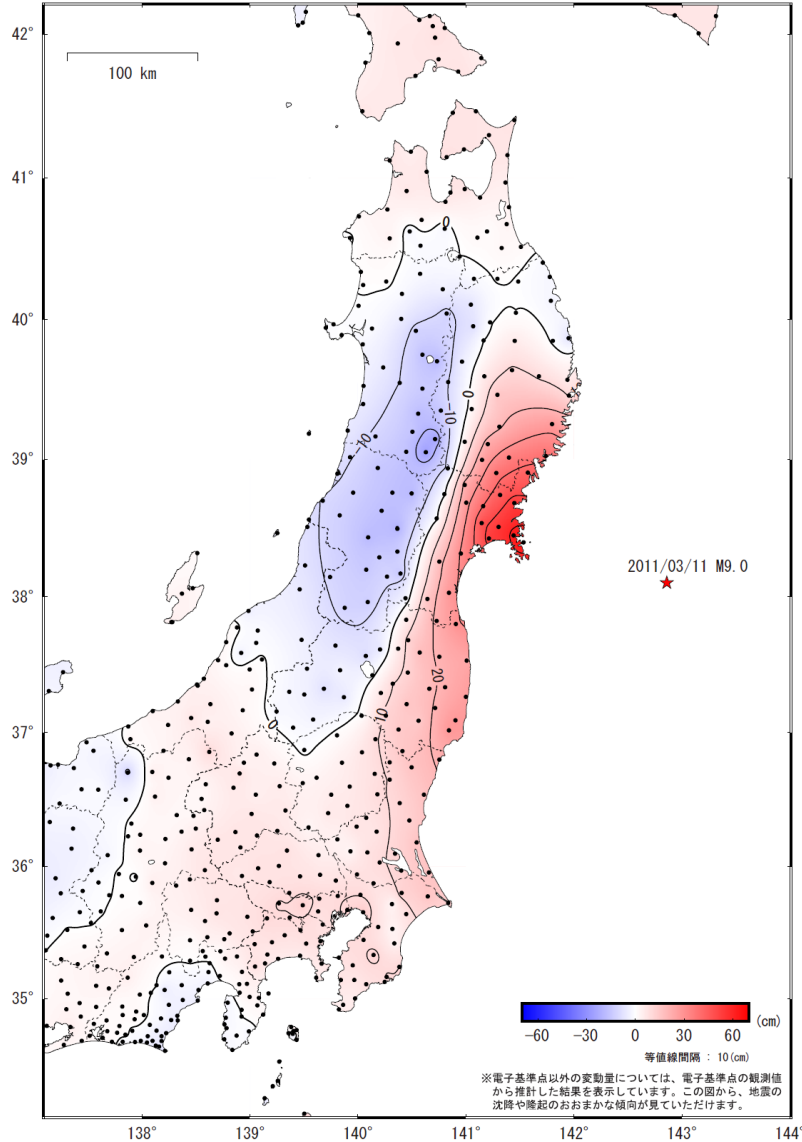 42°
100 km
41°
0
40°
0
-10
10
39°
2011/03/11 M9.0
38°
20
37°
0
10
36°
35°
-60 -30 0 30 60 (cm)
等値線間隔 : 10(cm)
※電子基準点以外の変動量については、電子基準点の観測値
から推計した結果を表示しています。この図から、地震の
沈降や隆起のおおまかな傾向が見ていただけます。
138° 139° 140° 141° 142° 143° 144°